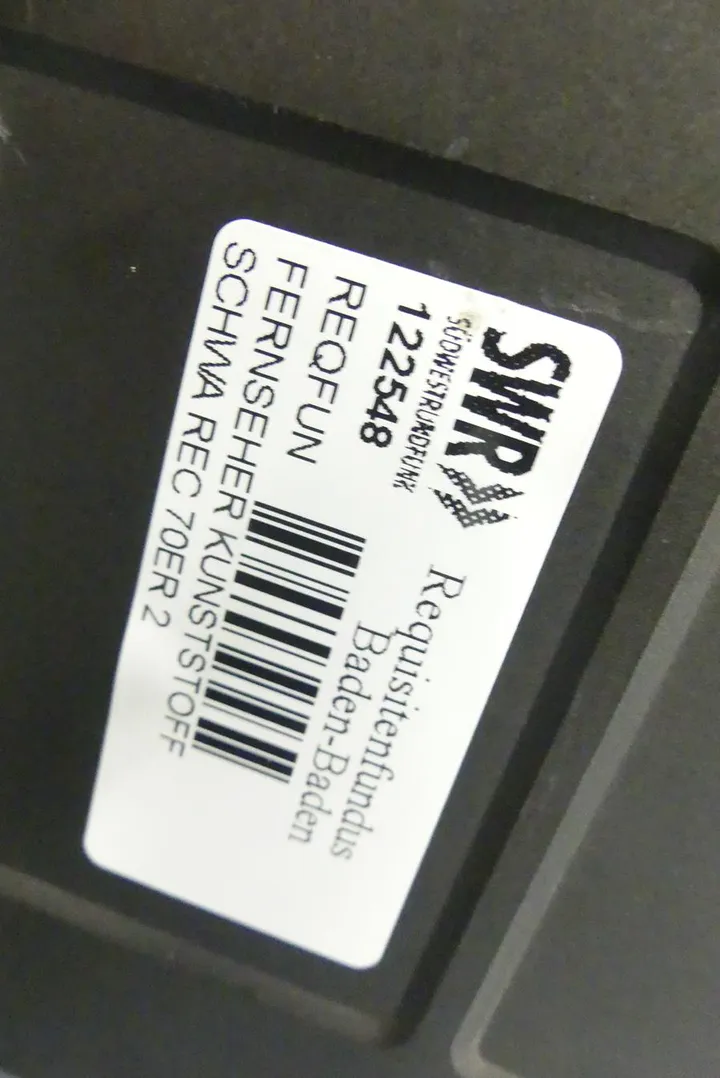 SWR
SÜDWESTRUNDFUNK
Requisitenfundus
Baden-Baden
122548
REQFUN
FERNSEHER KUNSTSTOFF
SCHWA REC 70ER 2